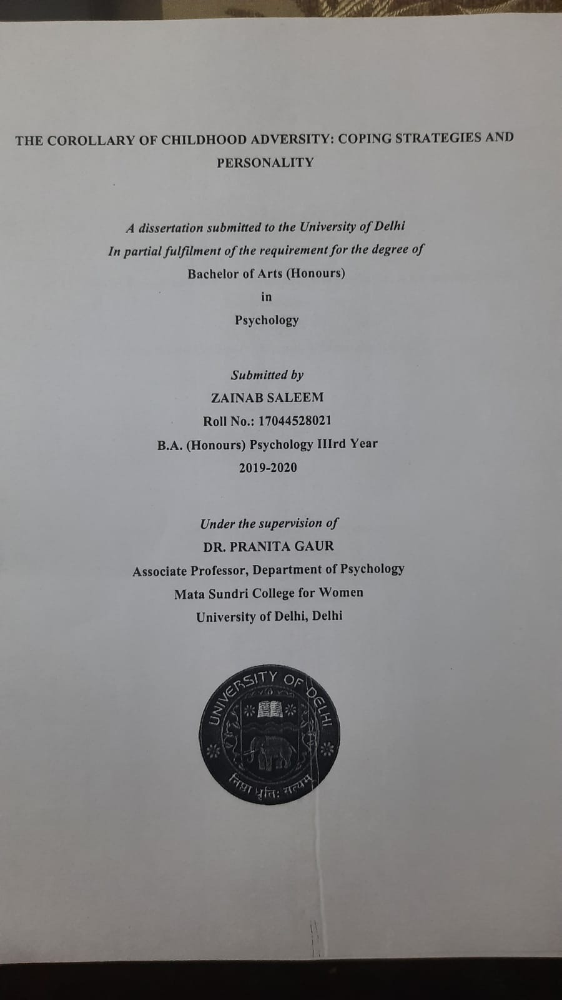 THE COROLLARY OF CHILDHOOD ADVERSITY: COPING STRATEGIES AND
PERSONALITY
A dissertation submitted to the University of Delhi
In partial fulfilment of the requirement for the degree of
Bachelor of Arts (Honours)
in
Psychology
Submitted by
ZAINAB SALEEM
Roll No.: 17044528021
B.A. (Honours) Psychology IIIrd Year
2019-2020
Under the supervision of
DR. PRANITA GAUR
Associate Professor, Department of Psychology
Mata Sundri College for Women
University of Delhi, Delhi
UNIVERSITY OF DELHI
निष्ठा धृति: सत्यम्